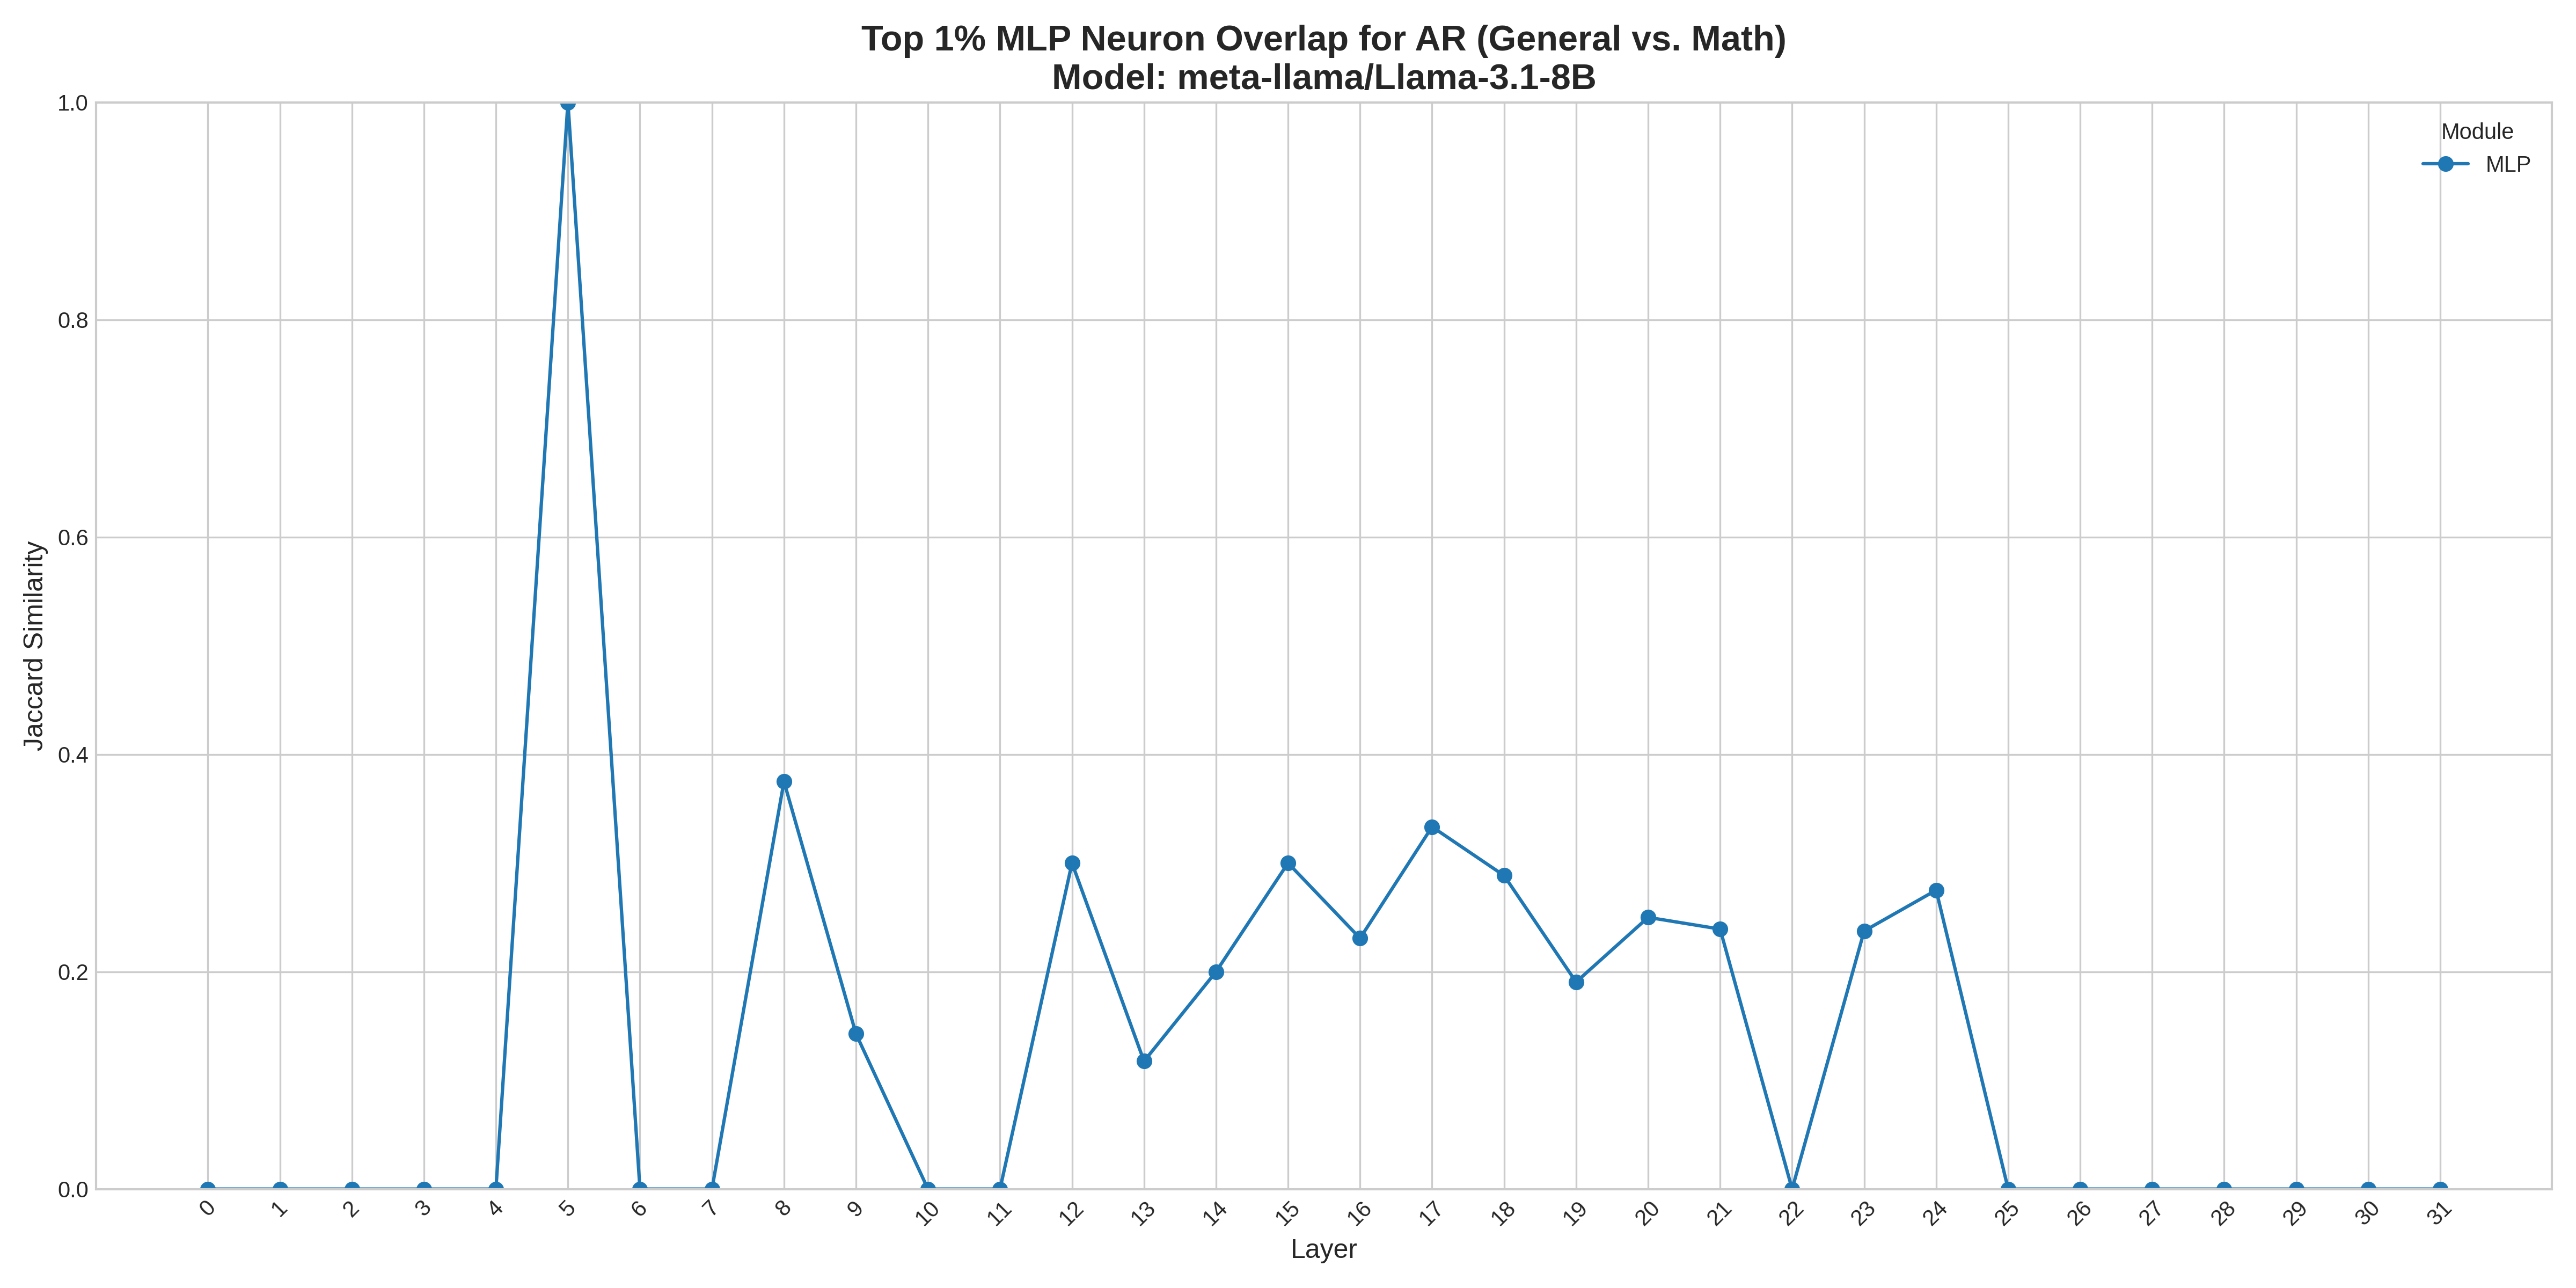 Top 1% MLP Neuron Overlap for AR (General vs. Math)
Model: meta-llama/Llama-3.1-8B
Module
MLP
Jaccard Similarity
1.0
0.8
0.6
0.4
0.2
0.0
0 1 2 3 4 5 6 7 8 9 10 11 12 13 14 15 16 17 18 19 20 21 22 23 24 25 26 27 28 29 30 31
Layer